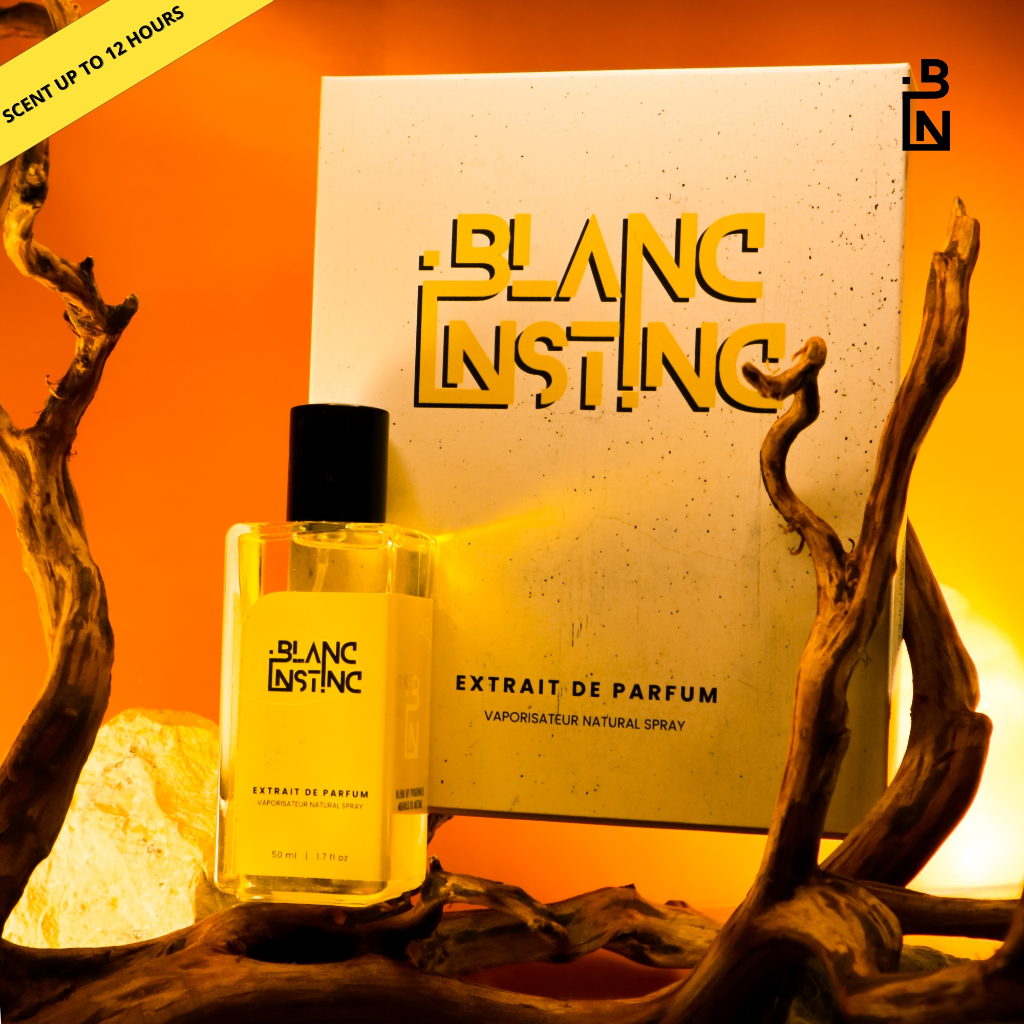 SCENT UP TO 12 HOURS
BN
BLANC
INSTINC
EXTRAIT DE PARFUM
VAPORISATEUR NATURAL SPRAY
BLANC
INSTINC
EXTRAIT DE PARFUM
VAPORISATEUR NATURAL SPRAY
50 ml | 1.7 fl oz